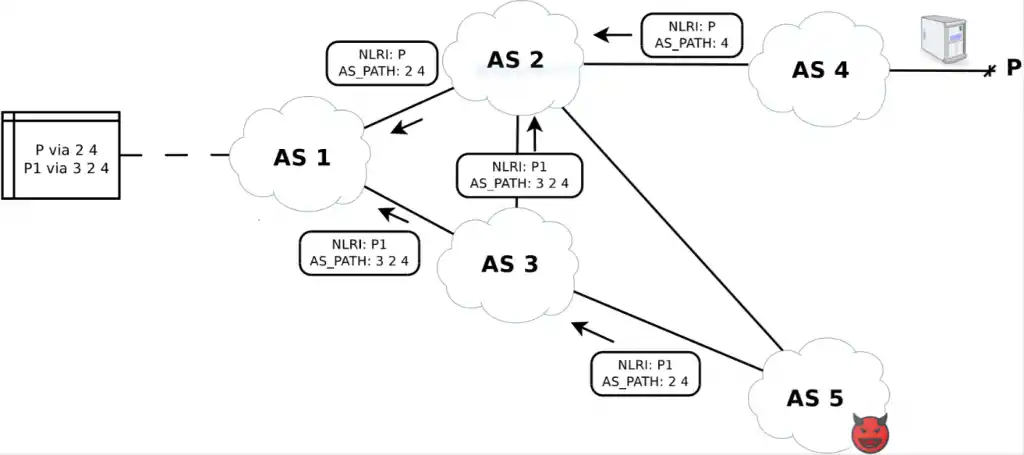 NLRI: P
AS_PATH: 4
AS 2
NLRI: P
AS_PATH: 2 4
AS 4
P
P via 2 4
P1 via 3 2 4
AS 1
NLRI: P1
AS_PATH: 3 2 4
NLRI: P1
AS_PATH: 3 2 4
AS 3
NLRI: P1
AS_PATH: 2 4
AS 5